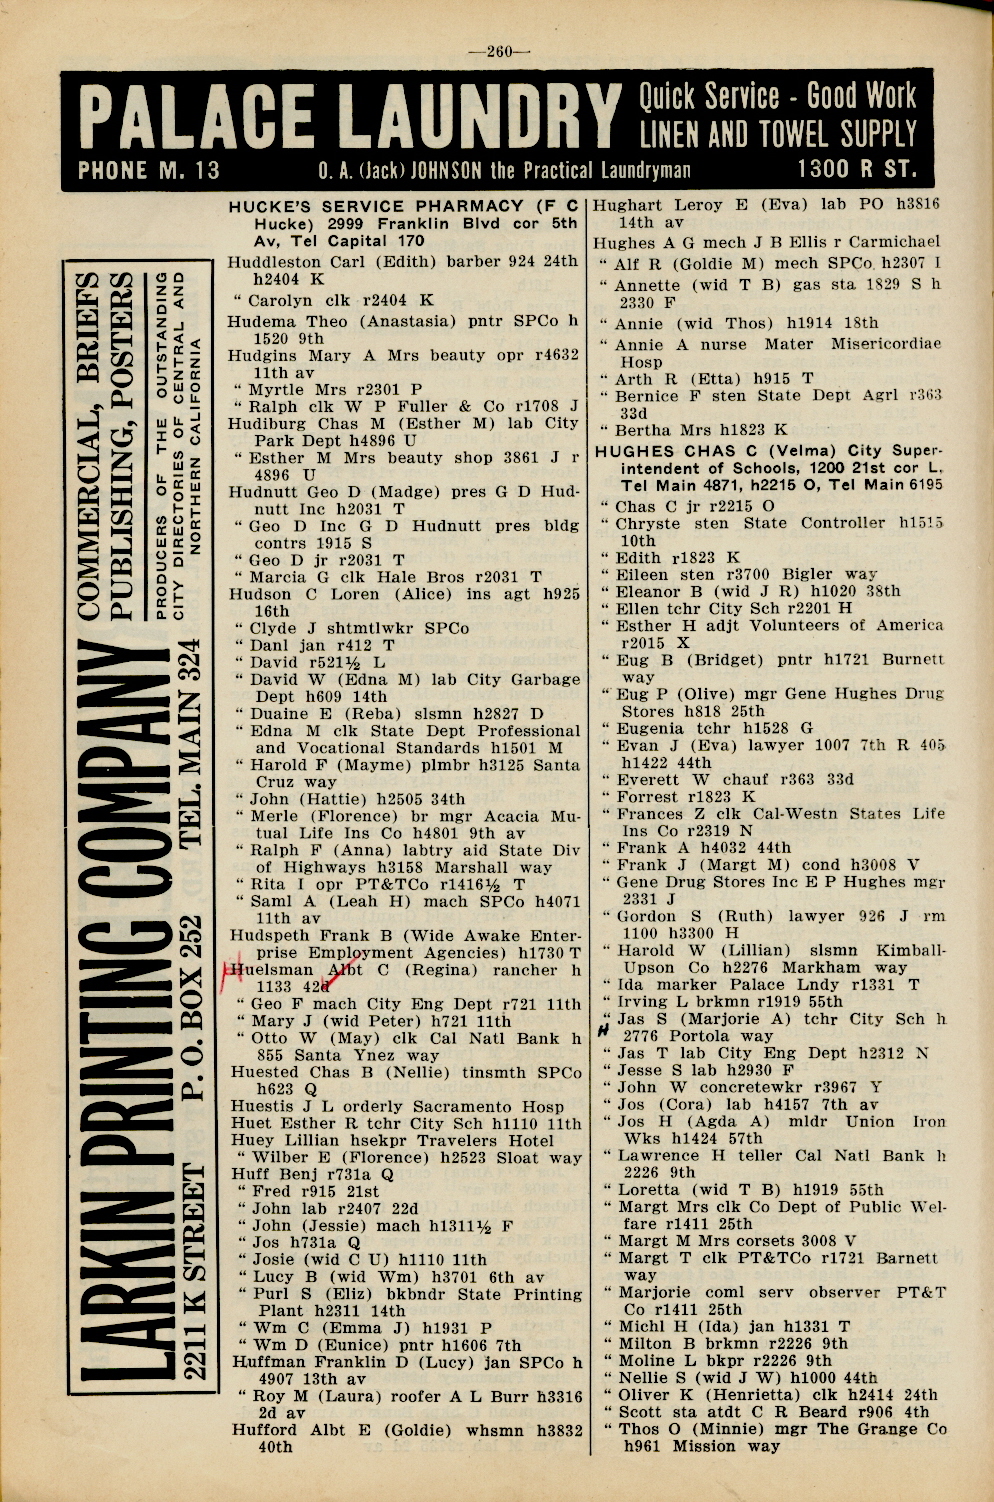 —260—
PALACE LAUNDRY
Quick Service - Good Work
LINEN AND TOWEL SUPPLY
PHONE M. 13 O. A. (Jack) JOHNSON the Practical Laundryman 1300 R ST.
LARKIN PRINTING COMPANY
2211 K STREET P. O. BOX 252 TEL. MAIN 324
COMMERCIAL, BRIEFS
PUBLISHING, POSTERS
PRODUCERS OF THE OUTSTANDING
CITY DIRECTORIES OF CENTRAL AND
NORTHERN CALIFORNIA
HUCKE'S SERVICE PHARMACY (F C
Hucke) 2999 Franklin Blvd cor 5th
Av, Tel Capital 170
Huddleston Carl (Edith) barber 924 24th
h2404 K
" Carolyn clk r2404 K
Hudema Theo (Anastasia) pntr SPCo h
1520 9th
Hudgins Mary A Mrs beauty opr r4632
11th av
" Myrtle Mrs r2301 P
" Ralph clk W P Fuller & Co r1708 J
Hudiburg Chas M (Esther M) lab City
Park Dept h4896 U
" Esther M Mrs beauty shop 3861 J r
4896 U
Hudnutt Geo D (Madge) pres G D Hud-
nutt Inc h2031 T
" Geo D Inc G D Hudnutt pres bldg
contrs 1915 S
" Geo D jr r2031 T
" Marcia G clk Hale Bros r2031 T
Hudson C Loren (Alice) ins agt h925
16th
" Clyde J shtmtlwkr SPCo
" Danl jan r412 T
" David r521½ L
" David W (Edna M) lab City Garbage
Dept h609 14th
" Duaine E (Reba) slsmn h2827 D
" Edna M clk State Dept Professional
and Vocational Standards h1501 M
" Harold F (Mayme) plmbr h3125 Santa
Cruz way
" John (Hattie) h2505 34th
" Merle (Florence) br mgr Acacia Mu-
tual Life Ins Co h4801 9th av
" Ralph F (Anna) labtry aid State Div
of Highways h3158 Marshall way
" Rita I opr PT&TCo r1416½ T
" Saml A (Leah H) mach SPCo h4071
11th av
Hudspeth Frank B (Wide Awake Enter-
prise Employment Agencies) h1730 T
Huelsman Albt C (Regina) rancher h
1133 42d
" Geo F mach City Eng Dept r721 11th
" Mary J (wid Peter) h721 11th
" Otto W (May) clk Cal Natl Bank h
855 Santa Ynez way
Huested Chas B (Nellie) tinsmth SPCo
h623 Q
Huestis J L orderly Sacramento Hosp
Huet Esther R tchr City Sch h1110 11th
Huey Lillian hsekpr Travelers Hotel
" Wilber E (Florence) h2523 Sloat way
Huff Benj r731a Q
" Fred r915 21st
" John lab r2407 22d
" John (Jessie) mach h1311½ F
" Jos h731a Q
" Josie (wid C U) h1110 11th
" Lucy B (wid Wm) h3701 6th av
" Purl S (Eliz) bkbndr State Printing
Plant h2311 14th
" Wm C (Emma J) h1931 P
" Wm D (Eunice) pntr h1606 7th
Huffman Franklin D (Lucy) jan SPCo h
4907 13th av
" Roy M (Laura) roofer A L Burr h3316
2d av
Hufford Albt E (Goldie) whsmn h3832
40th
Hughart Leroy E (Eva) lab PO h3816
14th av
Hughes A G mech J B Ellis r Carmichael
" Alf R (Goldie M) mech SPCo h2307 I
" Annette (wid T B) gas sta 1829 S h
2330 F
" Annie (wid Thos) h1914 18th
" Annie A nurse Mater Misericordiae
Hosp
" Arth R (Etta) h915 T
" Bernice F sten State Dept Agrl r363
33d
" Bertha Mrs h1823 K
HUGHES CHAS C (Velma) City Super-
intendent of Schools, 1200 21st cor L,
Tel Main 4871, h2215 O, Tel Main 6195
" Chas C jr r2215 O
" Chryste sten State Controller h1515
10th
" Edith r1823 K
" Eileen sten r3700 Bigler way
" Eleanor B (wid J R) h1020 38th
" Ellen tchr City Sch r2201 H
" Esther H adjt Volunteers of America
r2015 X
" Eug B (Bridget) pntr h1721 Burnett
way
" Eug P (Olive) mgr Gene Hughes Drug
Stores h818 25th
" Eugenia tchr h1528 G
" Evan J (Eva) lawyer 1007 7th R 405
h1422 44th
" Everett W chauf r363 33d
" Forrest r1823 K
" Frances Z clk Cal-Westn States Life
Ins Co r2319 N
" Frank A h4032 44th
" Frank J (Margt M) cond h3008 V
" Gene Drug Stores Inc E P Hughes mgr
2331 J
" Gordon S (Ruth) lawyer 926 J rm
1100 h3300 H
" Harold W (Lillian) slsmn Kimball-
Upson Co h2276 Markham way
" Ida marker Palace Lndy r1331 T
" Irving L brkmn r1919 55th
" Jas S (Marjorie A) tchr City Sch h
2776 Portola way
" Jas T lab City Eng Dept h2312 N
" Jesse S lab h2930 F
" John W concretewkr r3967 Y
" Jos (Cora) lab h4157 7th av
" Jos H (Agda A) mldr Union Iron
Wks h1424 57th
" Lawrence H teller Cal Natl Bank h
2226 9th
" Loretta (wid T B) h1919 55th
" Margt Mrs clk Co Dept of Public Wel-
fare r1411 25th
" Margt M Mrs corsets 3008 V
" Margt T clk PT&TCo r1721 Barnett
way
" Marjorie coml serv observer PT&T
Co r1411 25th
" Michl H (Ida) jan h1331 T
" Milton B brkmn r2226 9th
" Moline L bkpr r2226 9th
" Nellie S (wid J W) h1000 44th
" Oliver K (Henrietta) clk h2414 24th
" Scott sta atdt C R Beard r906 4th
" Thos O (Minnie) mgr The Grange Co
h961 Mission way